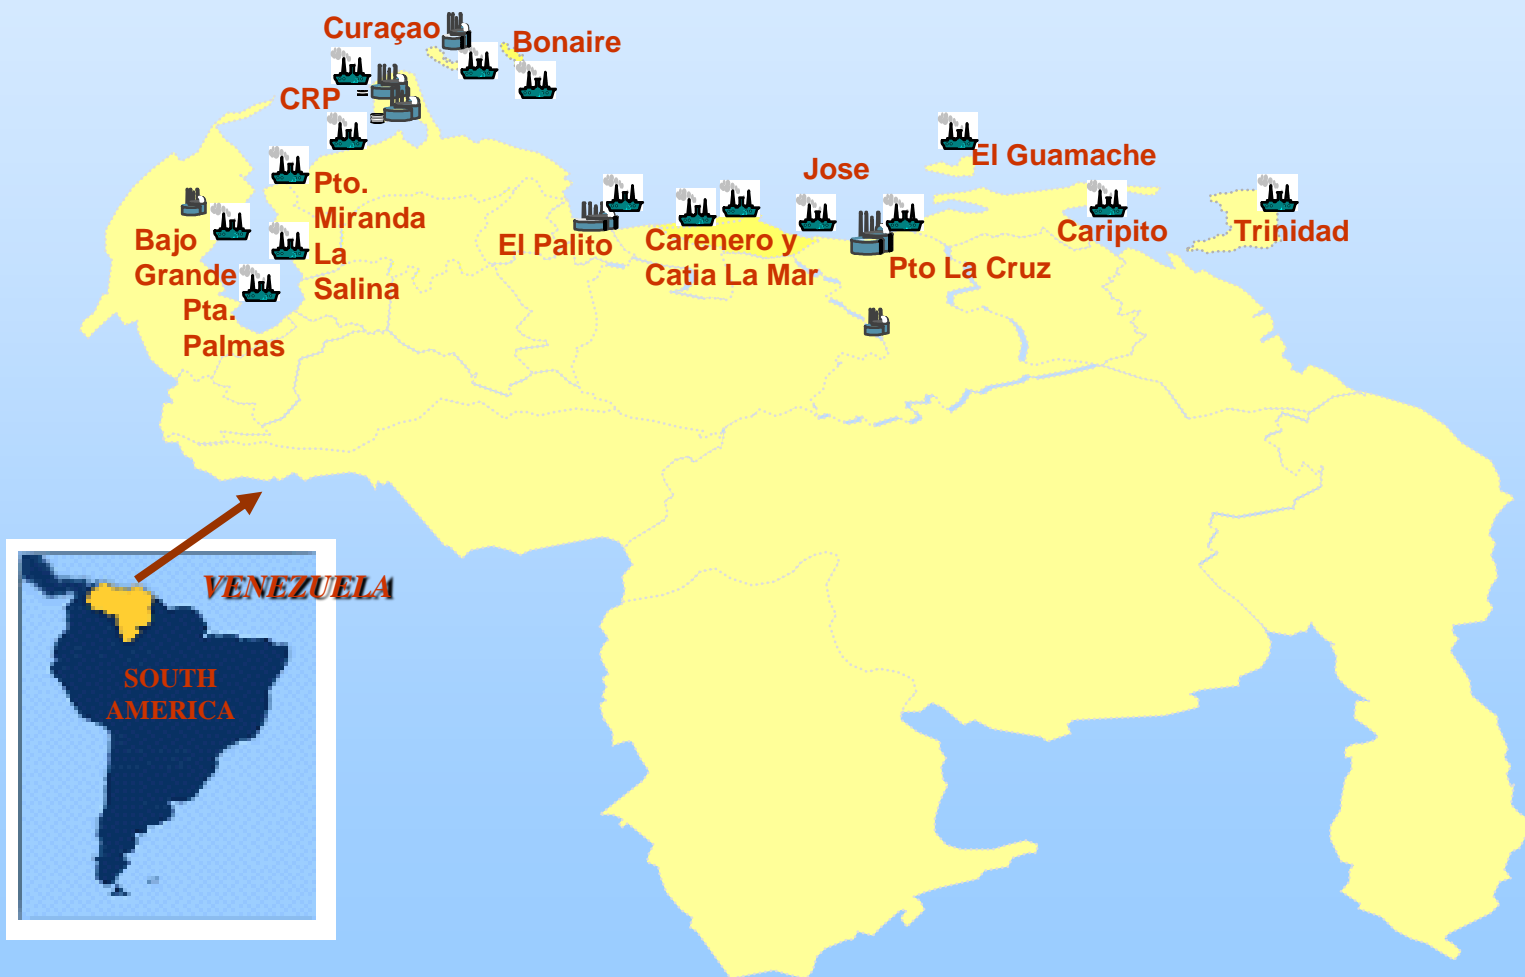 Curaçao
Bonaire
CRP
=
Jose
El Guamache
Pto.
Miranda
Bajo
Grande
La
Salina
Pta.
Palmas
El Palito
Carenero y
Catia La Mar
Pto La Cruz
Caripito
Trinidad
VENEZUELA
SOUTH
AMERICA